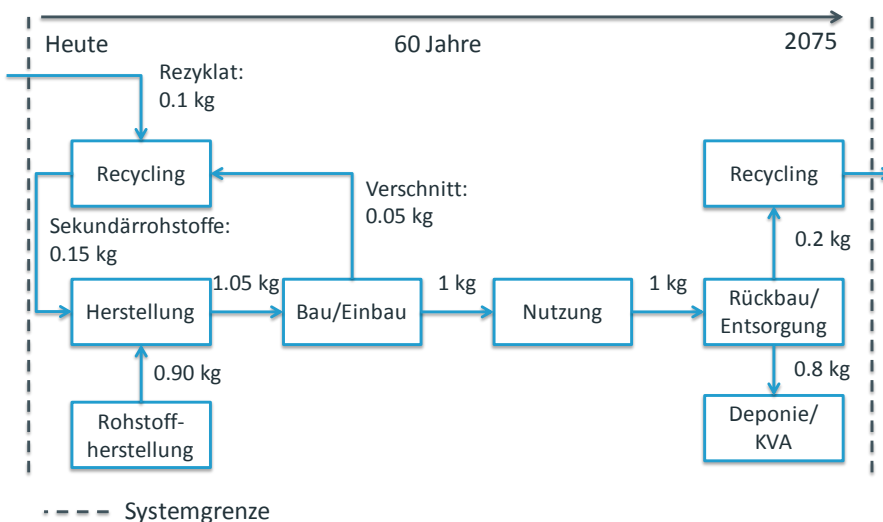 Heute
60 Jahre
2075
Rezyklat:
0.1 kg
Recycling
Recycling
Verschnitt:
0.05 kg
Sekundärrohstoffe:
0.15 kg
0.2 kg
1.05 kg
1 kg
1 kg
Herstellung
Bau/Einbau
Nutzung
Rückbau/
Entsorgung
0.90 kg
0.8 kg
Rohstoff-
herstellung
Deponie/
KVA
Systemgrenze